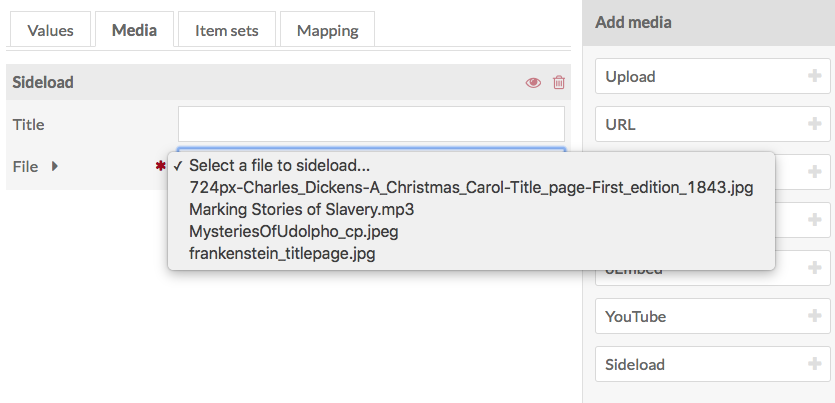 Values
Media
Item sets
Mapping
Sideload
Title
File
✱
✓ Select a file to sideload...
724px-Charles_Dickens-A_Christmas_Carol-Title_page-First_edition_1843.jpg
Marking Stories of Slavery.mp3
MysteriesOfUdolpho_cp.jpeg
frankenstein_titlepage.jpg
Add media
Upload
URL
oEmbed
YouTube
Sideload